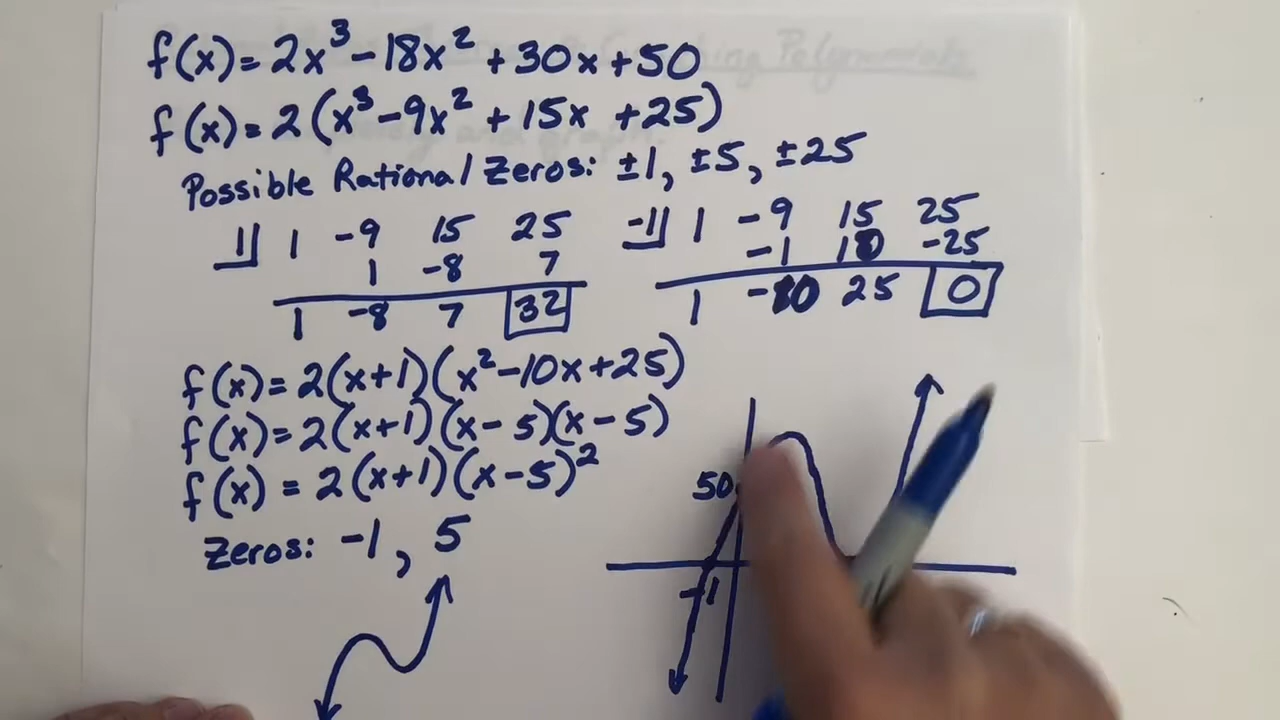 f(x)=2x³-18x²+30x+50
f(x)=2(x³-9x²+15x+25)
Possible Rational Zeros: ±1, ±5, ±25
1| 1 -9 15 25
1 -8 7
1 -8 7 32
-1| 1 -9 15 25
-1 10 -25
1 -10 25 0
f(x)=2(x+1)(x²-10x+25)
f(x)=2(x+1)(x-5)(x-5)
f(x)=2(x+1)(x-5)²
Zeros: -1, 5
50
-1